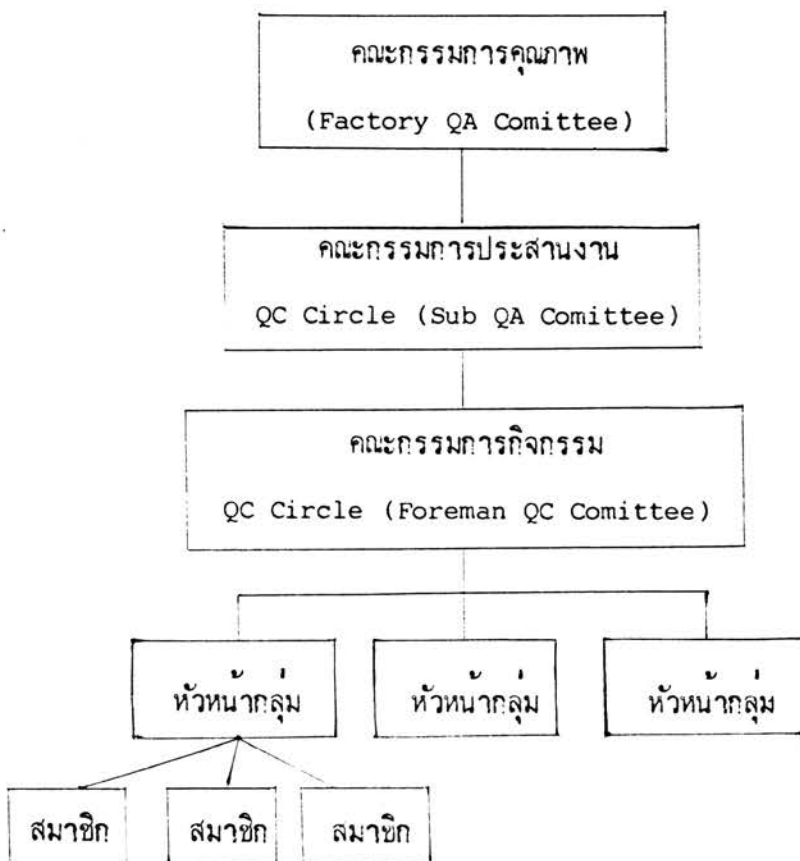 คณะกรรมการคุณภาพ
(Factory QA Comittee)
คณะกรรมการประสานงาน
QC Circle (Sub QA Comittee)
คณะกรรมการกิจกรรม
QC Circle (Foreman QC Comittee)
หัวหน้ากลุ่ม หัวหน้ากลุ่ม หัวหน้ากลุ่ม
สมาชิก สมาชิก สมาชิก